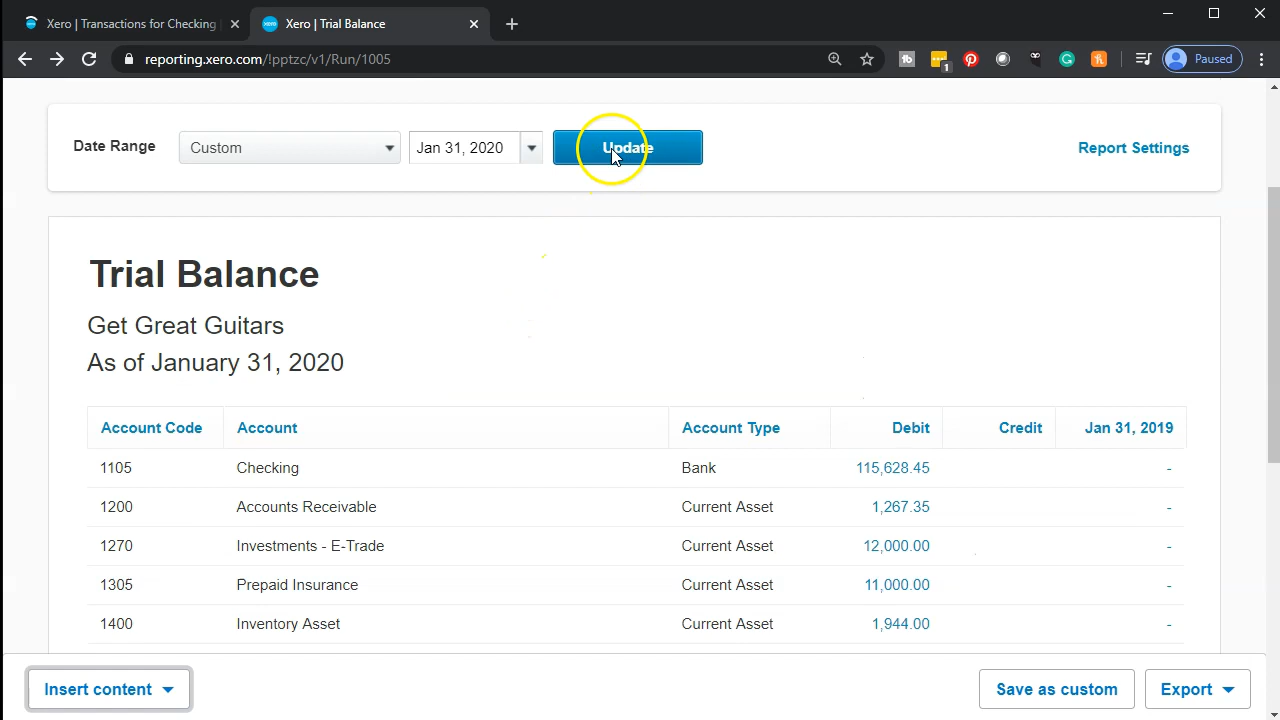 Xero | Transactions for Checking
Xero | Trial Balance
reporting.xero.com/!pptzc/v1/Run/1005
1
Paused
Date Range
Custom
Jan 31, 2020
Update
Report Settings
Trial Balance
Get Great Guitars
As of January 31, 2020
Account Code Account Account Type Debit Credit Jan 31, 2019
1105 Checking Bank 115,628.45 -
1200 Accounts Receivable Current Asset 1,267.35 -
1270 Investments - E-Trade Current Asset 12,000.00 -
1305 Prepaid Insurance Current Asset 11,000.00 -
1400 Inventory Asset Current Asset 1,944.00 -
Insert content
Save as custom
Export